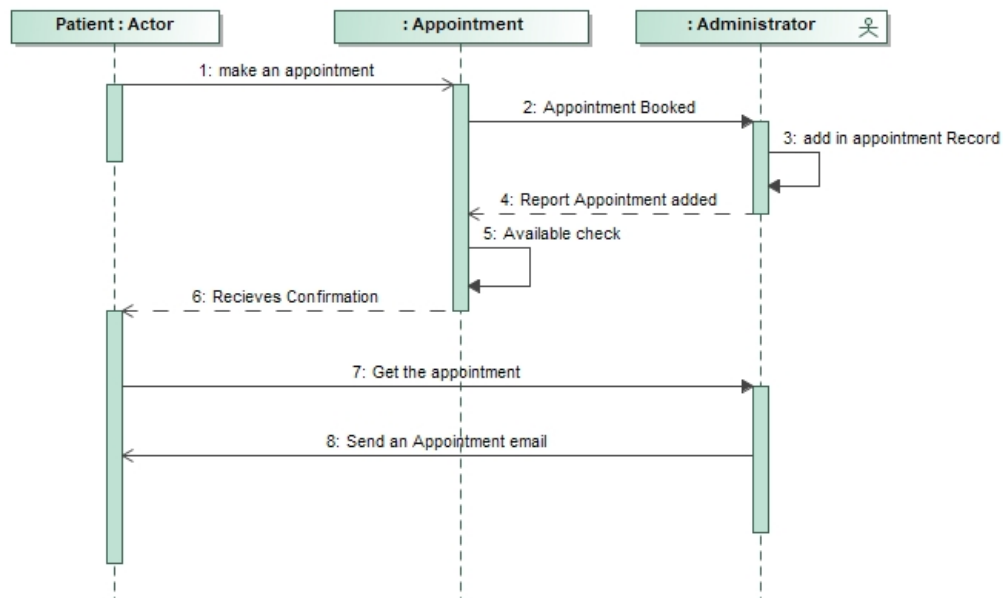 Patient : Actor
: Appointment
: Administrator
1: make an appointment
2: Appointment Booked
3: add in appointment Record
4: Report Appointment added
5: Available check
6: Recieves Confirmation
7: Get the appointment
8: Send an Appointment email